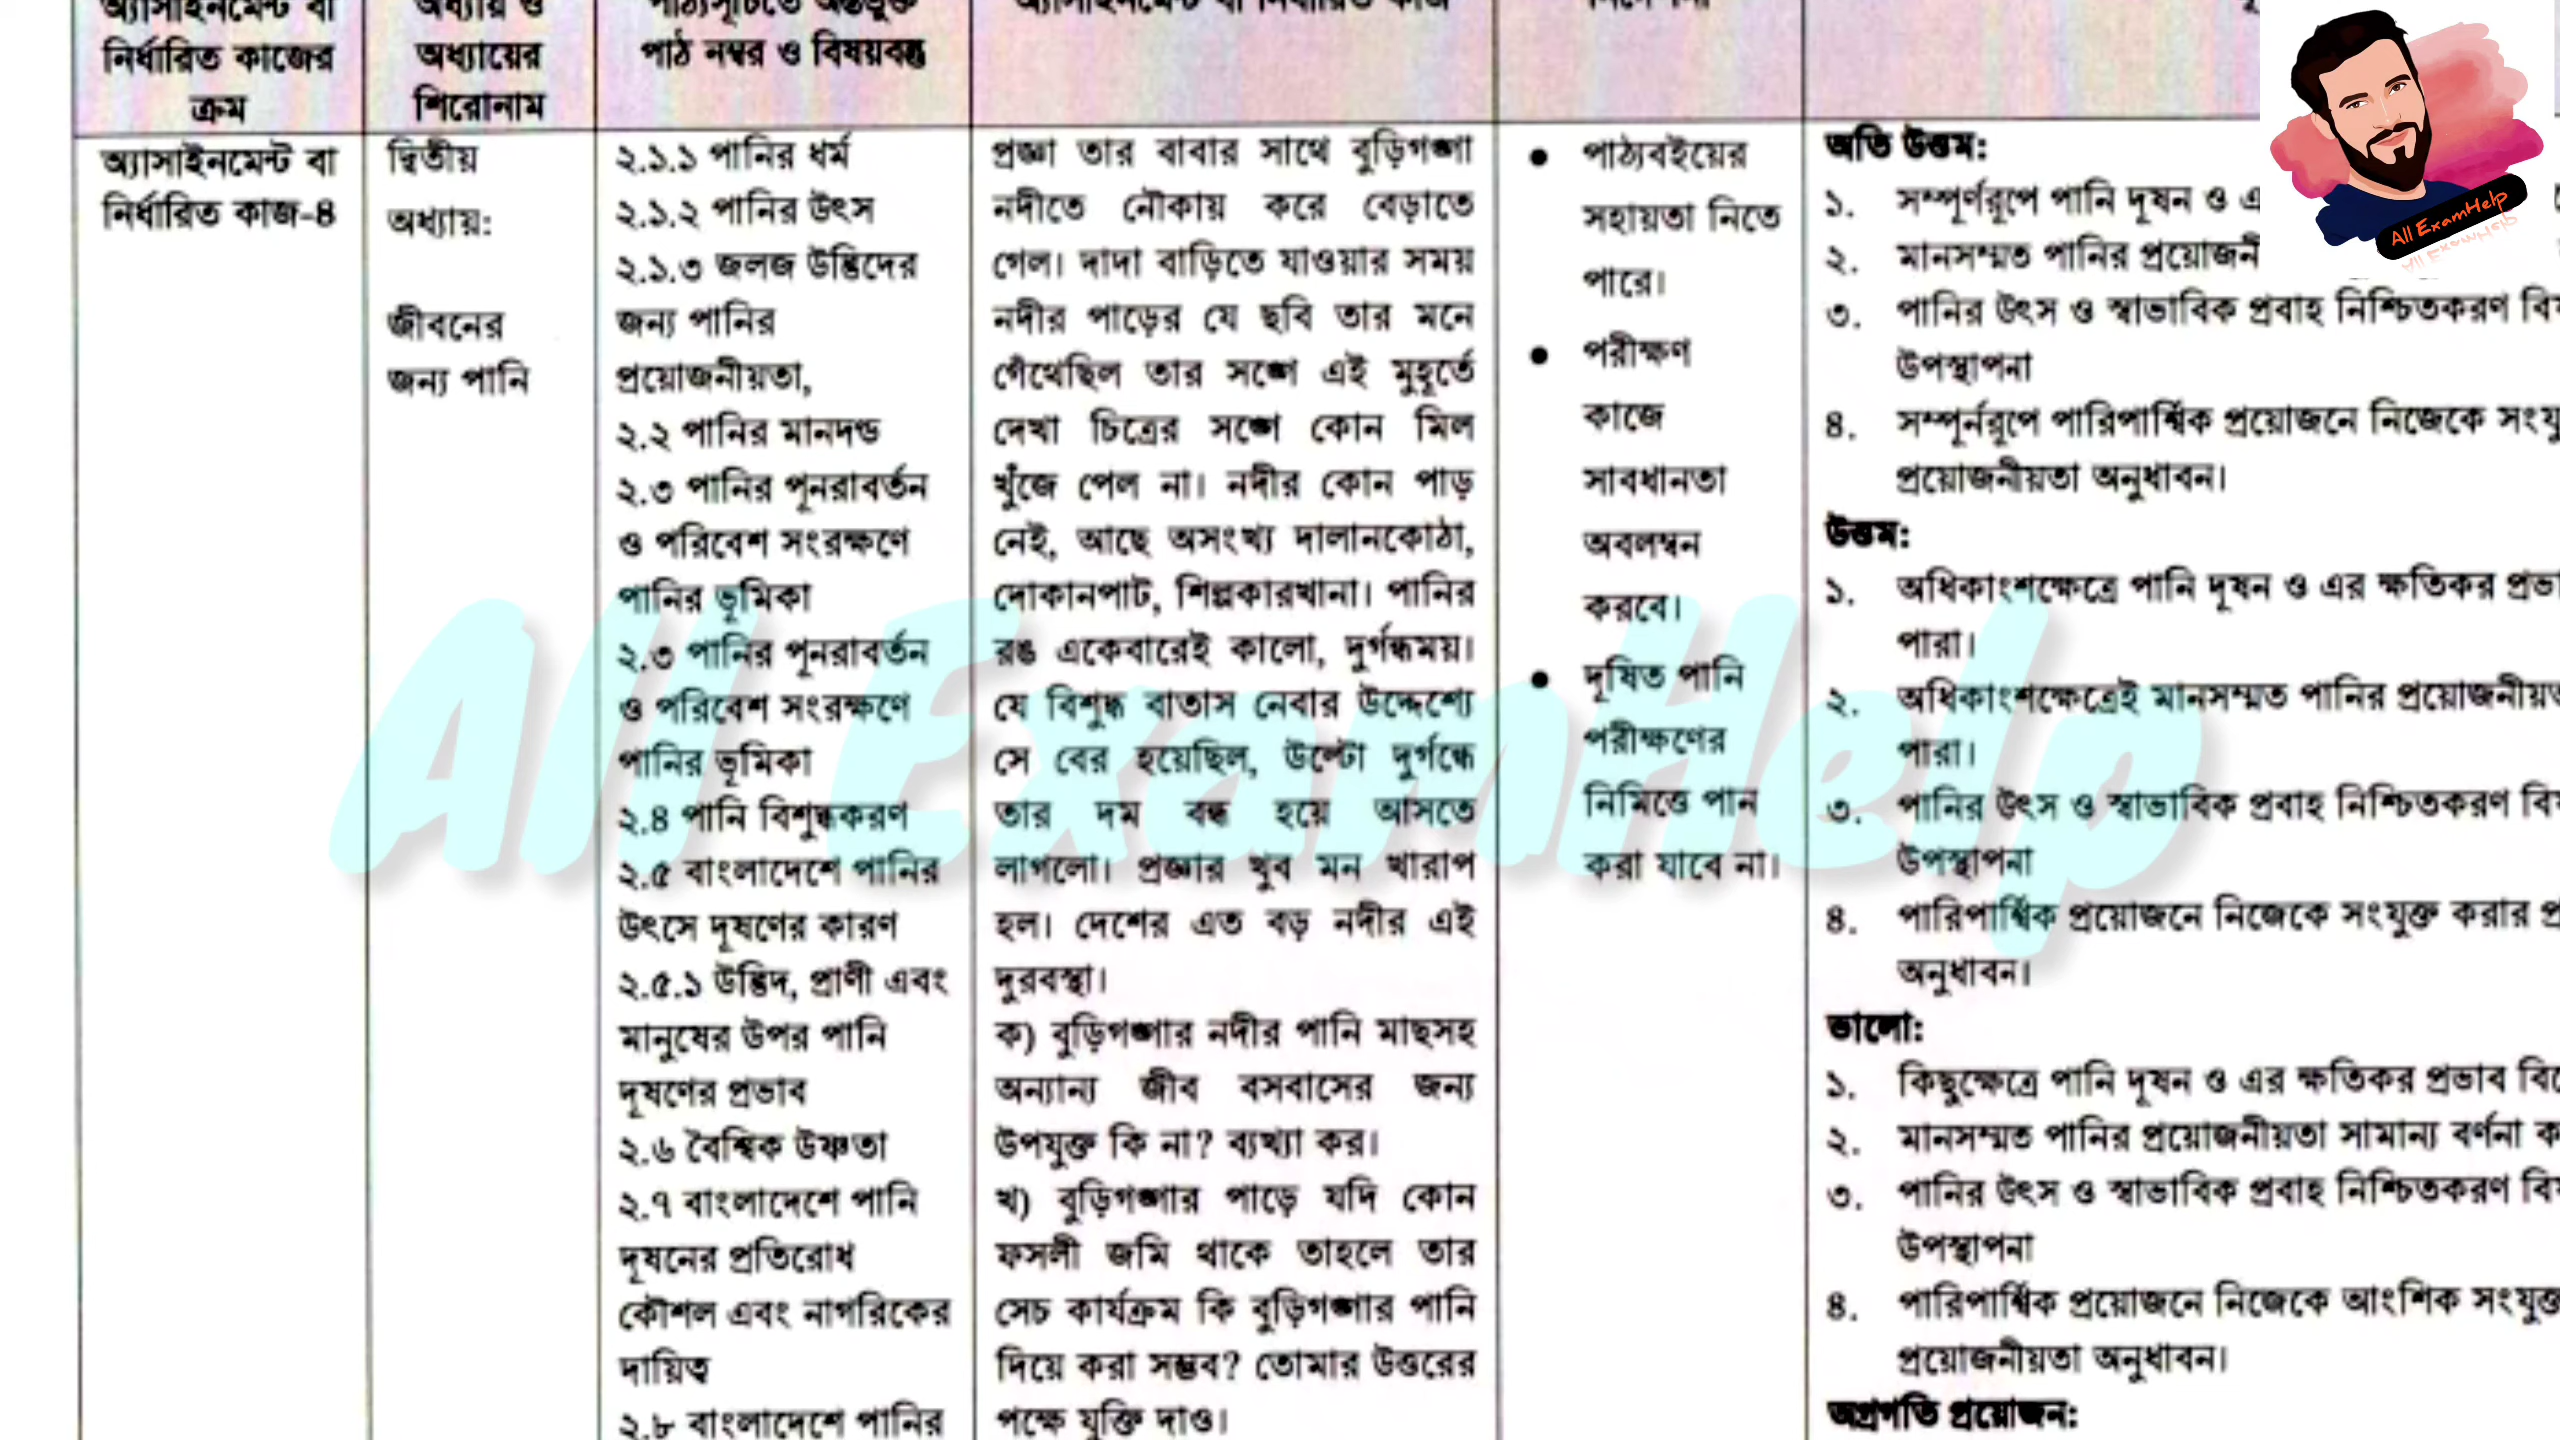 অ্যাসাইনমেন্ট বা
নির্ধারিত কাজের
ক্রম
অধ্যায় ও
অধ্যায়ের
শিরোনাম
পাঠ্যসূচিতে অন্তর্ভুক্ত
পাঠ নম্বর ও বিষয়বস্তু
অ্যাসাইনমেন্ট বা নির্ধারিত কাজ
নির্দেশনা
অ্যাসাইনমেন্ট বা
নির্ধারিত কাজ-৪
দ্বিতীয়
অধ্যায়:
জীবনের
জন্য পানি
২.১.১ পানির ধর্ম
২.১.২ পানির উৎস
২.১.৩ জলজ উদ্ভিদের
জন্য পানির
প্রয়োজনীয়তা,
২.২ পানির মানদন্ড
২.৩ পানির পূনরাবর্তন
ও পরিবেশ সংরক্ষণে
পানির ভূমিকা
২.৩ পানির পূনরাবর্তন
ও পরিবেশ সংরক্ষণে
পানির ভূমিকা
২.৪ পানি বিশুদ্ধকরণ
২.৫ বাংলাদেশে পানির
উৎসে দূষণের কারণ
২.৫.১ উদ্ভিদ, প্রাণী এবং
মানুষের উপর পানি
দূষণের প্রভাব
২.৬ বৈশ্বিক উষ্ণতা
২.৭ বাংলাদেশে পানি
দূষনের প্রতিরোধ
কৌশল এবং নাগরিকের
দায়িত্ব
২.৮ বাংলাদেশে পানির
প্রজ্ঞা তার বাবার সাথে বুড়িগঙ্গা
নদীতে নৌকায় করে বেড়াতে
গেল। দাদা বাড়িতে যাওয়ার সময়
নদীর পাড়ের যে ছবি তার মনে
গেঁথেছিল তার সঙ্গে এই মুহূর্তে
দেখা চিত্রের সঙ্গে কোন মিল
খুঁজে পেল না। নদীর কোন পাড়
নেই, আছে অসংখ্য দালানকোঠা,
দোকানপাট, শিল্পকারখানা। পানির
রঙ একেবারেই কালো, দুর্গন্ধময়।
যে বিশুদ্ধ বাতাস নেবার উদ্দেশ্যে
সে বের হয়েছিল, উল্টো দুর্গন্ধে
তার দম বন্ধ হয়ে আসতে
লাগলো। প্রজ্ঞার খুব মন খারাপ
হল। দেশের এত বড় নদীর এই
দুরবস্থা।
ক) বুড়িগঙ্গার নদীর পানি মাছসহ
অন্যান্য জীব বসবাসের জন্য
উপযুক্ত কি না? ব্যখ্যা কর।
খ) বুড়িগঙ্গার পাড়ে যদি কোন
ফসলী জমি থাকে তাহলে তার
সেচ কার্যক্রম কি বুড়িগঙ্গার পানি
দিয়ে করা সম্ভব? তোমার উত্তরের
পক্ষে যুক্তি দাও।
● পাঠ্যবইয়ের
সহায়তা নিতে
পারে।
● পরীক্ষণ
কাজে
সাবধানতা
অবলম্বন
করবে।
● দূষিত পানি
পরীক্ষণের
নিমিত্তে পান
করা যাবে না।
অতি উত্তম:
১. সম্পূর্ণরূপে পানি দূষন ও
২. মানসম্মত পানির
৩. পানির উৎস ও স্বাভাবিক প্রবাহ নিশ্চিতকরণ
উপস্থাপনা
৪. সম্পূর্নরূপে পারিপার্শ্বিক প্রয়োজনে নিজেকে
প্রয়োজনীয়তা অনুধাবন।
উত্তম:
১. অধিকাংশক্ষেত্রে পানি দূষন ও এর ক্ষতিকর
পারা।
২. অধিকাংশক্ষেত্রেই মানসম্মত পানির
পারা।
৩. পানির উৎস ও স্বাভাবিক প্রবাহ নিশ্চিতকরণ
উপস্থাপনা
৪. পারিপার্শ্বিক প্রয়োজনে নিজেকে সংযুক্ত করার
অনুধাবন।
ভালো:
১. কিছুক্ষেত্রে পানি দূষন ও এর ক্ষতিকর প্রভাব
২. মানসম্মত পানির প্রয়োজনীয়তা সামান্য বর্ণনা
৩. পানির উৎস ও স্বাভাবিক প্রবাহ নিশ্চিতকরণ
উপস্থাপনা
৪. পারিপার্শ্বিক প্রয়োজনে নিজেকে আংশিক সংযুক্ত
প্রয়োজনীয়তা অনুধাবন।
অগ্রগতি প্রয়োজন:
All ExamHelp
All ExamHelp